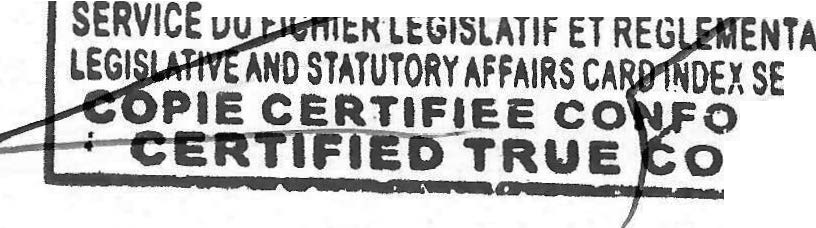 SERVICE DU FICHIER LEGISLATIF ET REGLEMENTA
LEGISLATIVE AND STATUTORY AFFAIRS CARD INDEX SE
COPIE CERTIFIEE CONFO
CERTIFIED TRUE CO